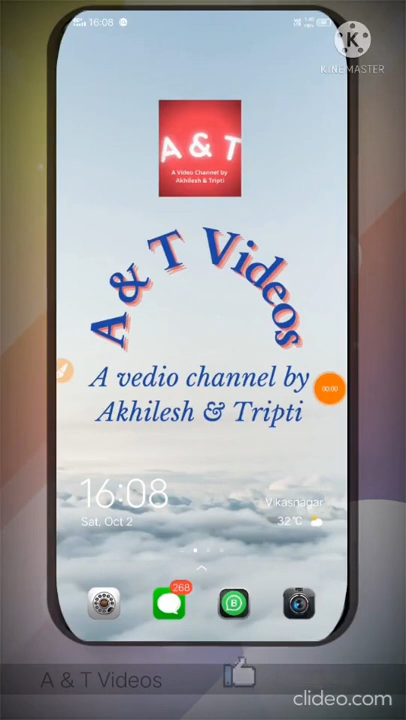 16:08
KINEMASTER
A & T
A Video Channel by
Akhilesh & Tripti
A & T Videos
A vedio channel by
Akhilesh & Tripti
00:00
16:08
Sat, Oct 2
Vikasnagar
32°C
268
B
A & T Videos
clideo.com